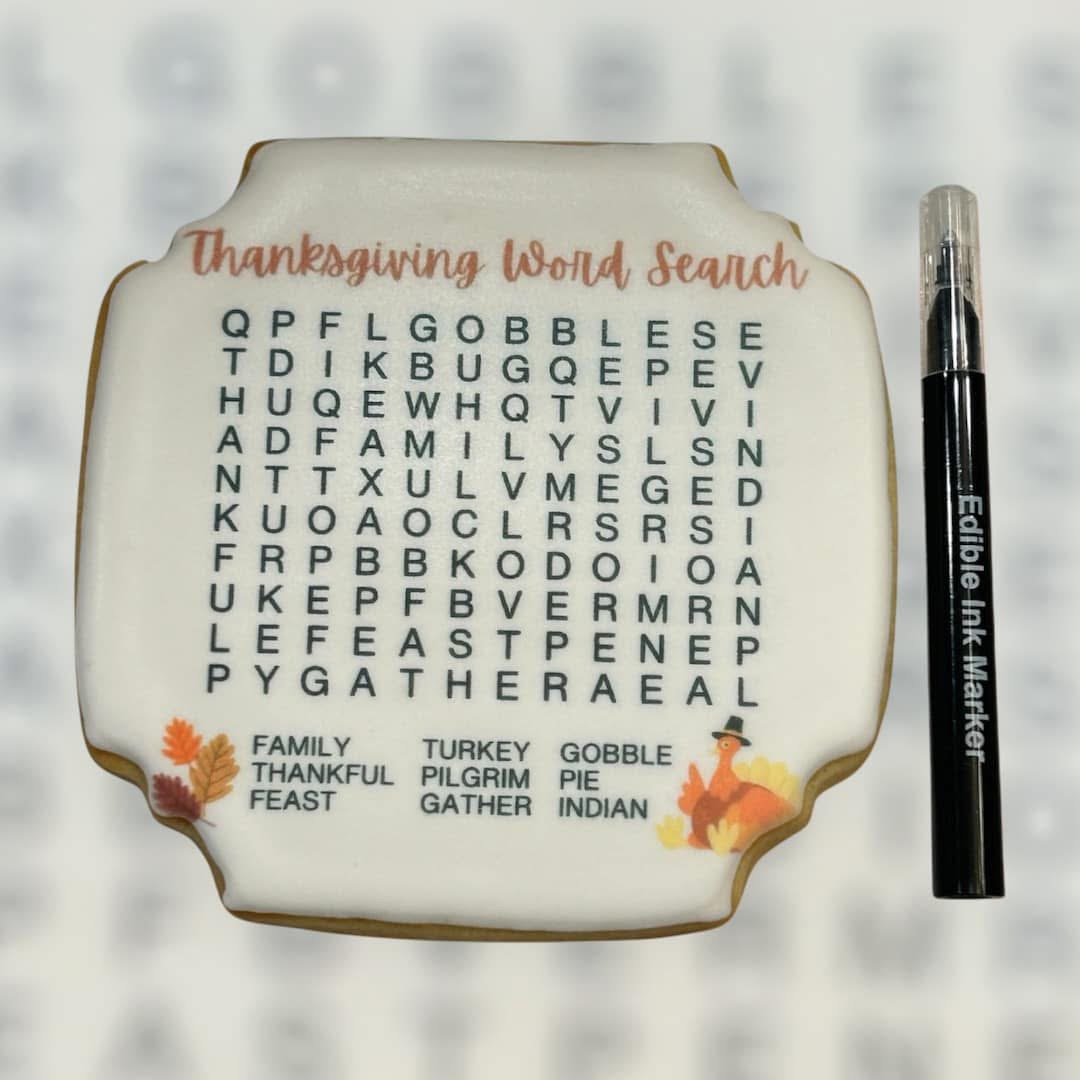 Thanksgiving Word Search
Q P F L G O B B L E S E
T D I K B U G Q E P E V
H U Q E W H Q T V I V I
A D F A M I L Y S L S N
N T T X U L V M E G E D
K U O A O C L R S R S I
F R P B B K O D O I O A
U K E P F B V E R M R N
L E F E A S T P E N E P
P Y G A T H E R A E A L
FAMILY TURKEY GOBBLE
THANKFUL PILGRIM PIE
FEAST GATHER INDIAN
Edible Ink Marker